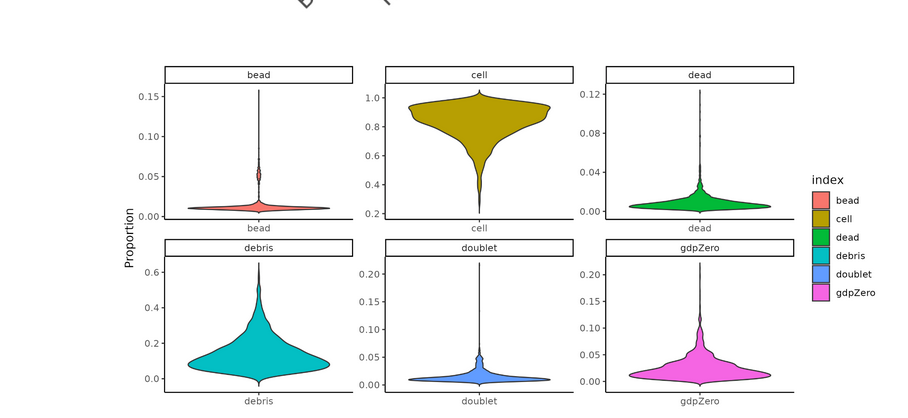 bead
cell
dead
0.15
0.10
0.05
0.00
1.0
0.8
0.6
0.4
0.2
0.12
0.08
0.04
0.00
bead
cell
dead
Proportion
debris
doublet
gdpZero
0.6
0.4
0.2
0.0
0.20
0.15
0.10
0.05
0.00
0.20
0.15
0.10
0.05
0.00
debris
doublet
gdpZero
index
bead
cell
dead
debris
doublet
gdpZero